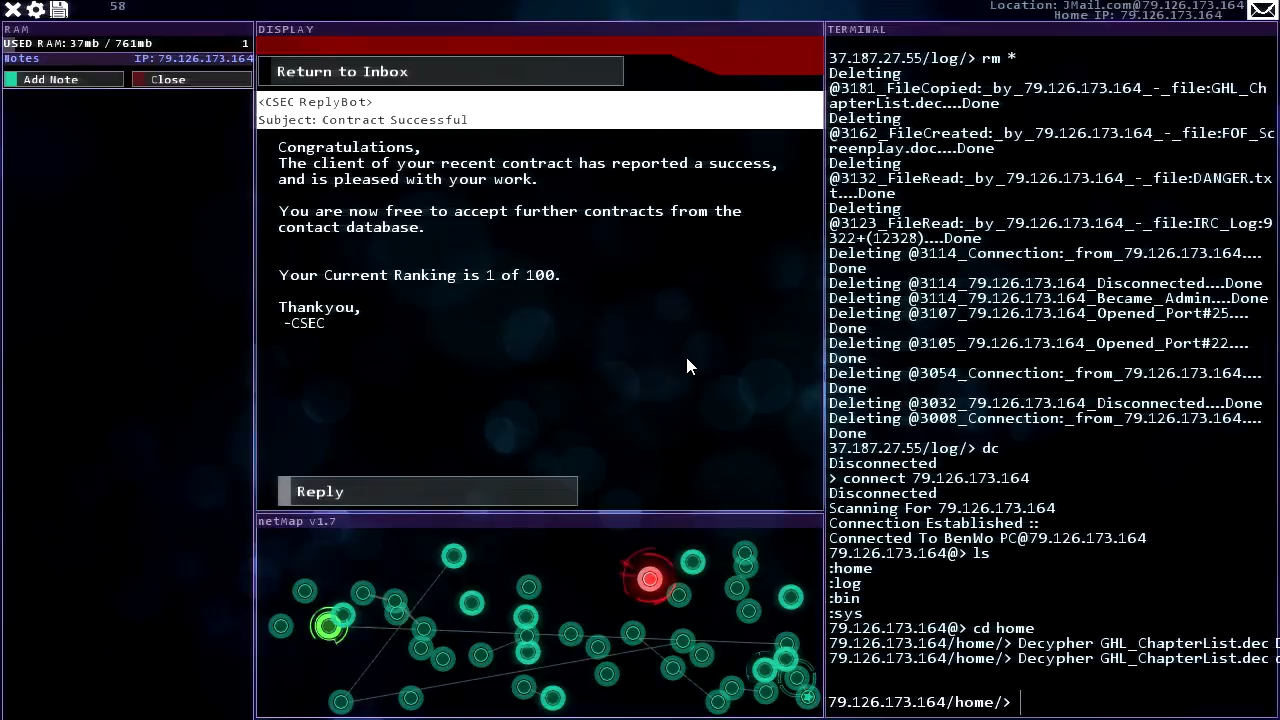 58
Location: JMail.com@79.126.173.164
Home IP: 79.126.173.164
RAM
USED RAM: 37mb / 761mb 1
Notes IP: 79.126.173.164
Add Note Close
DISPLAY
Return to Inbox
<CSEC ReplyBot>
Subject: Contract Successful
Congratulations,
The client of your recent contract has reported a success,
and is pleased with your work.
You are now free to accept further contracts from the
contact database.
Your Current Ranking is 1 of 100.
Thankyou,
-CSEC
Reply
netMap v1.7
TERMINAL
37.187.27.55/log/> rm *
Deleting
@3181_FileCopied:_by_79.126.173.164_-_file:GHL_Ch
apterList.dec....Done
Deleting
@3162_FileCreated:_by_79.126.173.164_-_file:FOF_Sc
reenplay.doc....Done
Deleting
@3132_FileRead:_by_79.126.173.164_-_file:DANGER.tx
t....Done
Deleting
@3123_FileRead:_by_79.126.173.164_-_file:IRC_Log:9
322+(12328)....Done
Deleting @3114_Connection:_from_79.126.173.164....
Done
Deleting @3114_79.126.173.164_Disconnected....Done
Deleting @3114_79.126.173.164_Became_Admin....Done
Deleting @3107_79.126.173.164_Opened_Port#25....
Done
Deleting @3105_79.126.173.164_Opened_Port#22....
Done
Deleting @3054_Connection:_from_79.126.173.164....
Done
Deleting @3032_79.126.173.164_Disconnected....Done
Deleting @3008_Connection:_from_79.126.173.164....
Done
37.187.27.55/log/> dc
Disconnected
> connect 79.126.173.164
Disconnected
Scanning For 79.126.173.164
Connection Established ::
Connected To BenWo PC@79.126.173.164
79.126.173.164@> ls
:home
:log
:bin
:sys
79.126.173.164@> cd home
79.126.173.164/home/> Decypher GHL_ChapterList.dec
79.126.173.164/home/> Decypher GHL_ChapterList.dec
79.126.173.164/home/>